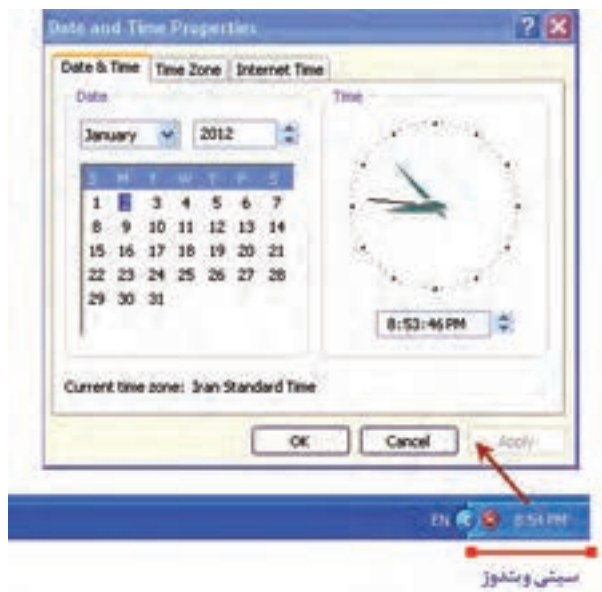 Date and Time Properties
Date & Time Time Zone Internet Time
Date
Time
January 2012
S M T W T F S
1 2 3 4 5 6 7
8 9 10 11 12 13 14
15 16 17 18 19 20 21
22 23 24 25 26 27 28
29 30 31
8:53:46 PM
Current time zone: Iran Standard Time
OK Cancel Apply
EN 8:51 PM
سیتی ویندوز